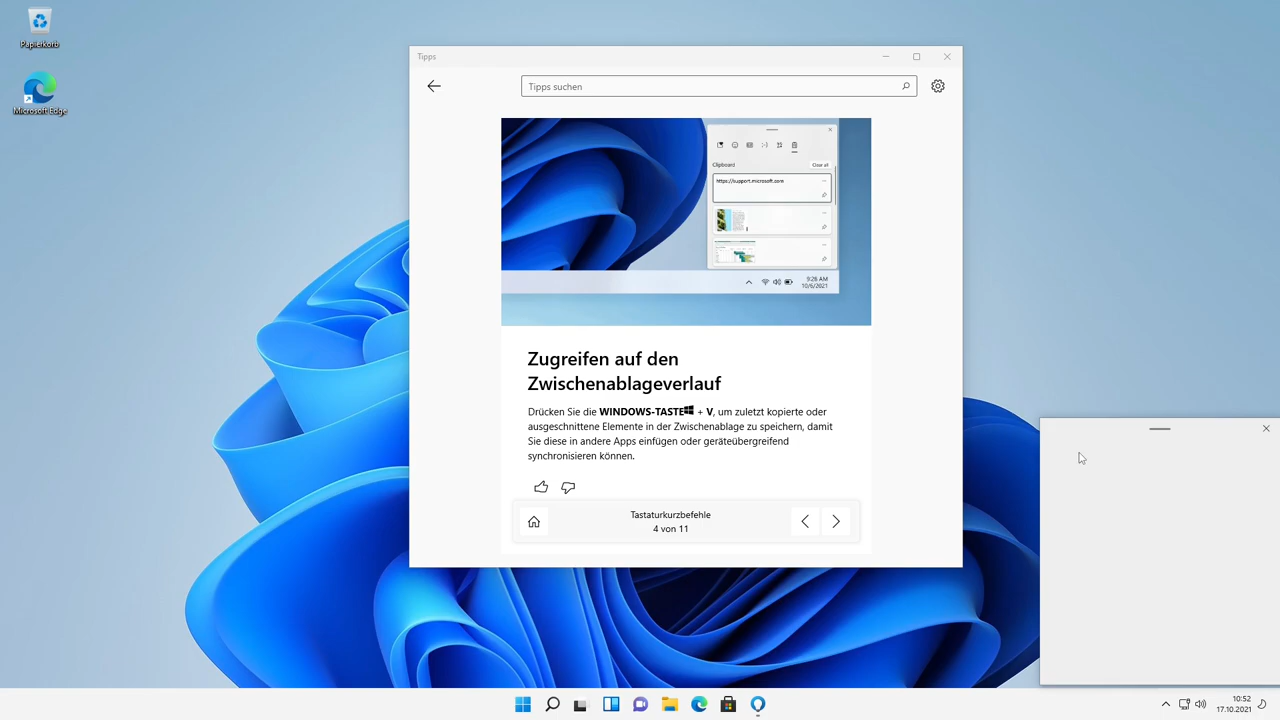 Papierkorb
Microsoft Edge
Tipps
Tipps suchen
Clipboard
Clear all
https://support.microsoft.com
9:28 AM
10/6/2021
Zugreifen auf den
Zwischenablageverlauf
Drücken Sie die WINDOWS-TASTE + V, um zuletzt kopierte oder
ausgeschnittene Elemente in der Zwischenablage zu speichern, damit
Sie diese in andere Apps einfügen oder geräteübergreifend
synchronisieren können.
Tastaturkurzbefehle
4 von 11
10:52
17.10.2021